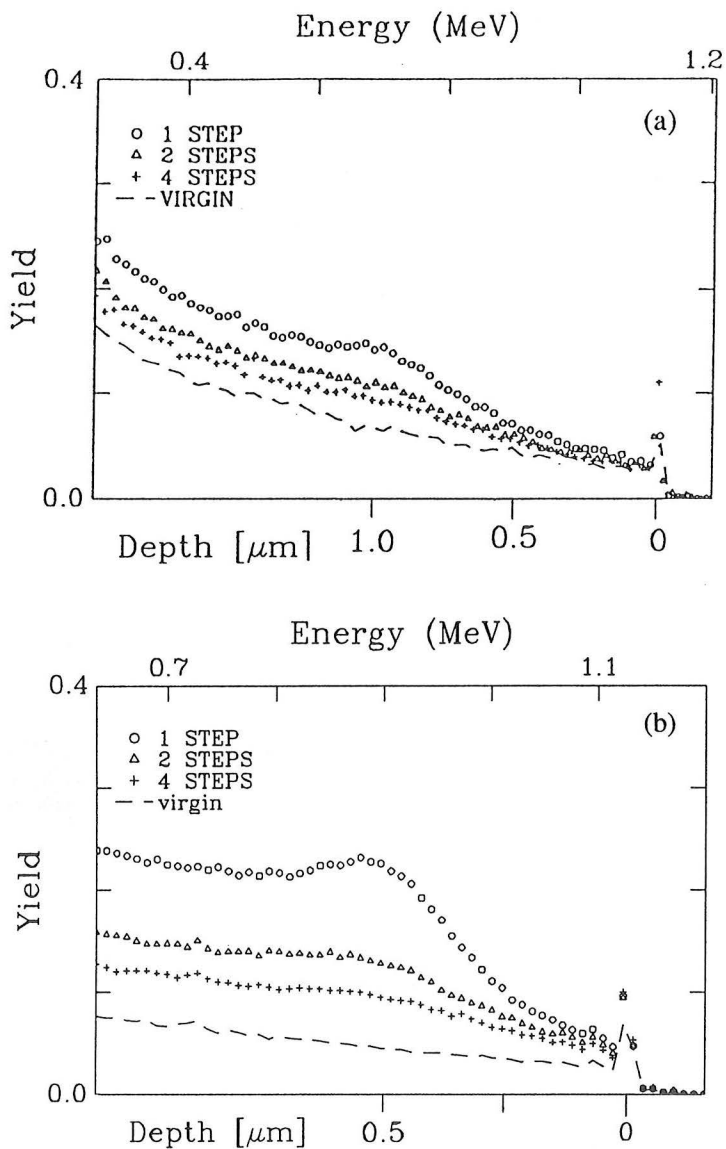 Energy (MeV)
0.4
1.2
0.4
(a)
1 STEP
2 STEPS
4 STEPS
VIRGIN
Yield
0.0
Depth [μm]
1.0
0.5
0
Energy (MeV)
0.7
1.1
0.4
(b)
1 STEP
2 STEPS
4 STEPS
virgin
Yield
0.0
Depth [μm]
0.5
0